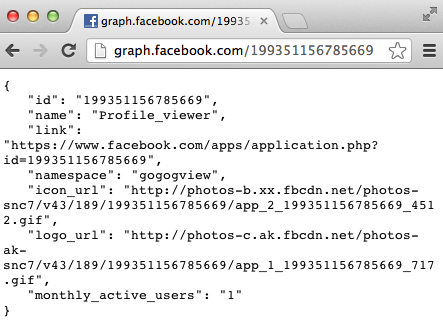 graph.facebook.com/19935
graph.facebook.com/199351156785669
{
"id": "199351156785669",
"name": "Profile_viewer",
"link":
"https://www.facebook.com/apps/application.php?
id=199351156785669",
"namespace": "gogogview",
"icon_url": "http://photos-b.xx.fbcdn.net/photos-
snc7/v43/189/199351156785669/app_2_199351156785669_451
2.gif",
"logo_url": "http://photos-c.ak.fbcdn.net/photos-
ak-
snc7/v43/189/199351156785669/app_1_199351156785669_717
.gif",
"monthly_active_users": "1"
}